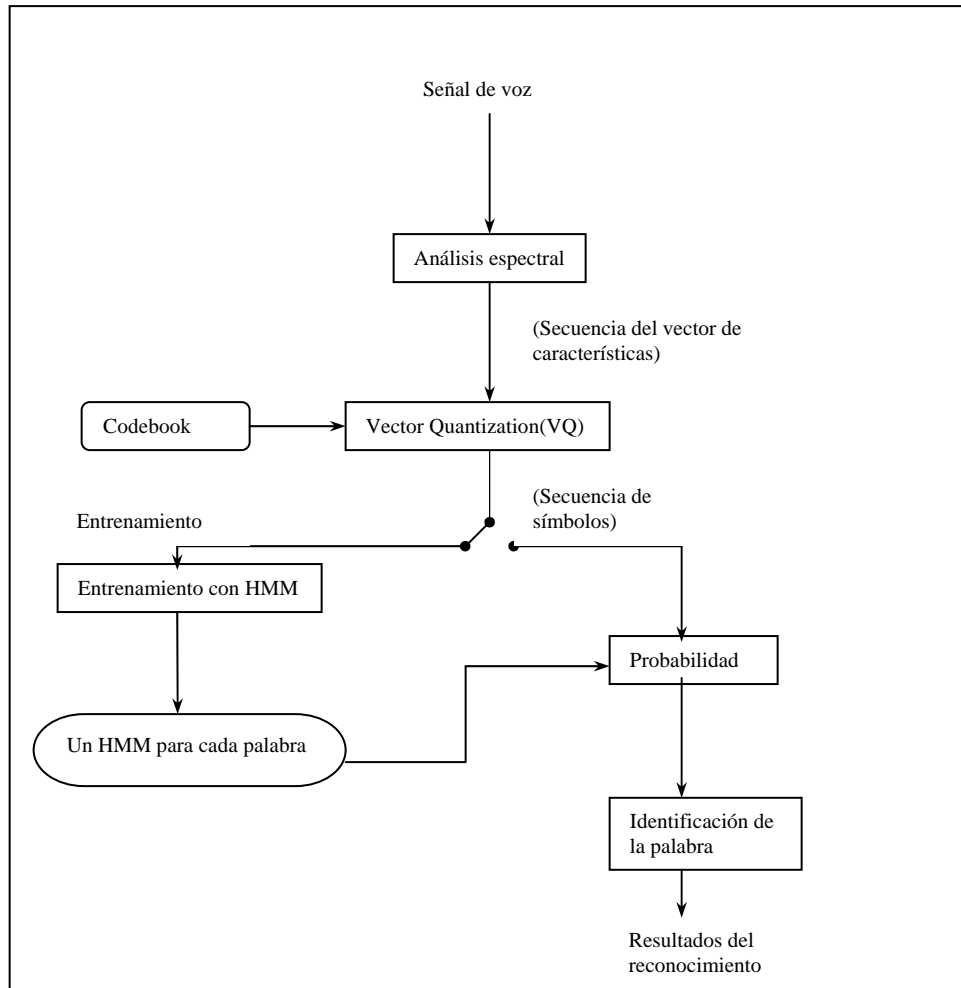 Señal de voz
Análisis espectral
(Secuencia del vector de
características)
Codebook
Vector Quantization(VQ)
(Secuencia de
símbolos)
Entrenamiento
Entrenamiento con HMM
Probabilidad
Un HMM para cada palabra
Identificación de
la palabra
Resultados del
reconocimiento